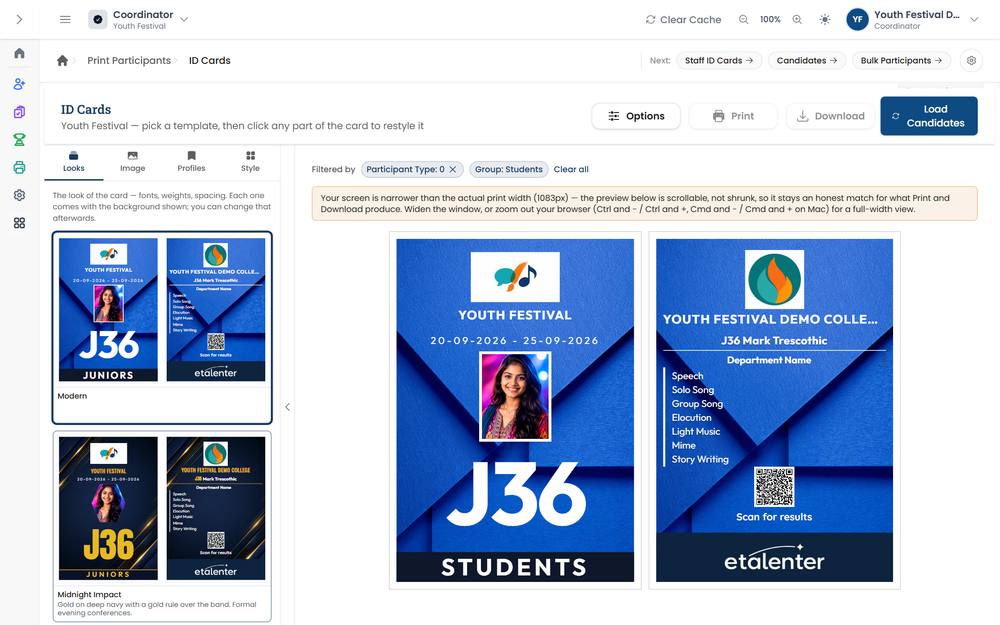 Coordinator
Youth Festival
Clear Cache
100%
YF
Youth Festival D...
Coordinator
Print Participants
ID Cards
Next:
Staff ID Cards →
Candidates →
Bulk Participants →
ID Cards
Youth Festival — pick a template, then click any part of the card to restyle it
Options
Print
Download
Load
Candidates
Looks
Image
Profiles
Style
The look of the card — fonts, weights, spacing. Each one
comes with the background shown; you can change that
afterwards.
YOUTH FESTIVAL
20-09-2026 - 25-09-2026
J36
JUNIORS
YOUTH FESTIVAL DEMO COLLE...
J36 Mark Trescothic
Department Name
Speech
Solo Song
Group Song
Elocution
Light Music
Mime
Story Writing
Scan for results
etalenter
Modern
YOUTH FESTIVAL
20-09-2026 - 25-09-2026
J36
JUNIORS
YOUTH FESTIVAL DEMO COLLEGE
J36 Mark Trescothic
Department Name
Speech
Solo Song
Group Song
Elocution
Light Music
Mime
Story Writing
Scan for results
etalenter
Midnight Impact
Gold on deep navy with a gold rule over the band. Formal
evening conferences.
Filtered by
Participant Type: 0
Group: Students
Clear all
Your screen is narrower than the actual print width (1083px) — the preview below is scrollable, not shrunk, so it stays an honest match for what Print and
Download produce. Widen the window, or zoom out your browser (Ctrl and - / Ctrl and +, Cmd and - / Cmd and + on Mac) for a full-width view.
YOUTH FESTIVAL
20-09-2026 - 25-09-2026
J36
STUDENTS
YOUTH FESTIVAL DEMO COLLE...
J36 Mark Trescothic
Department Name
Speech
Solo Song
Group Song
Elocution
Light Music
Mime
Story Writing
Scan for results
etalenter